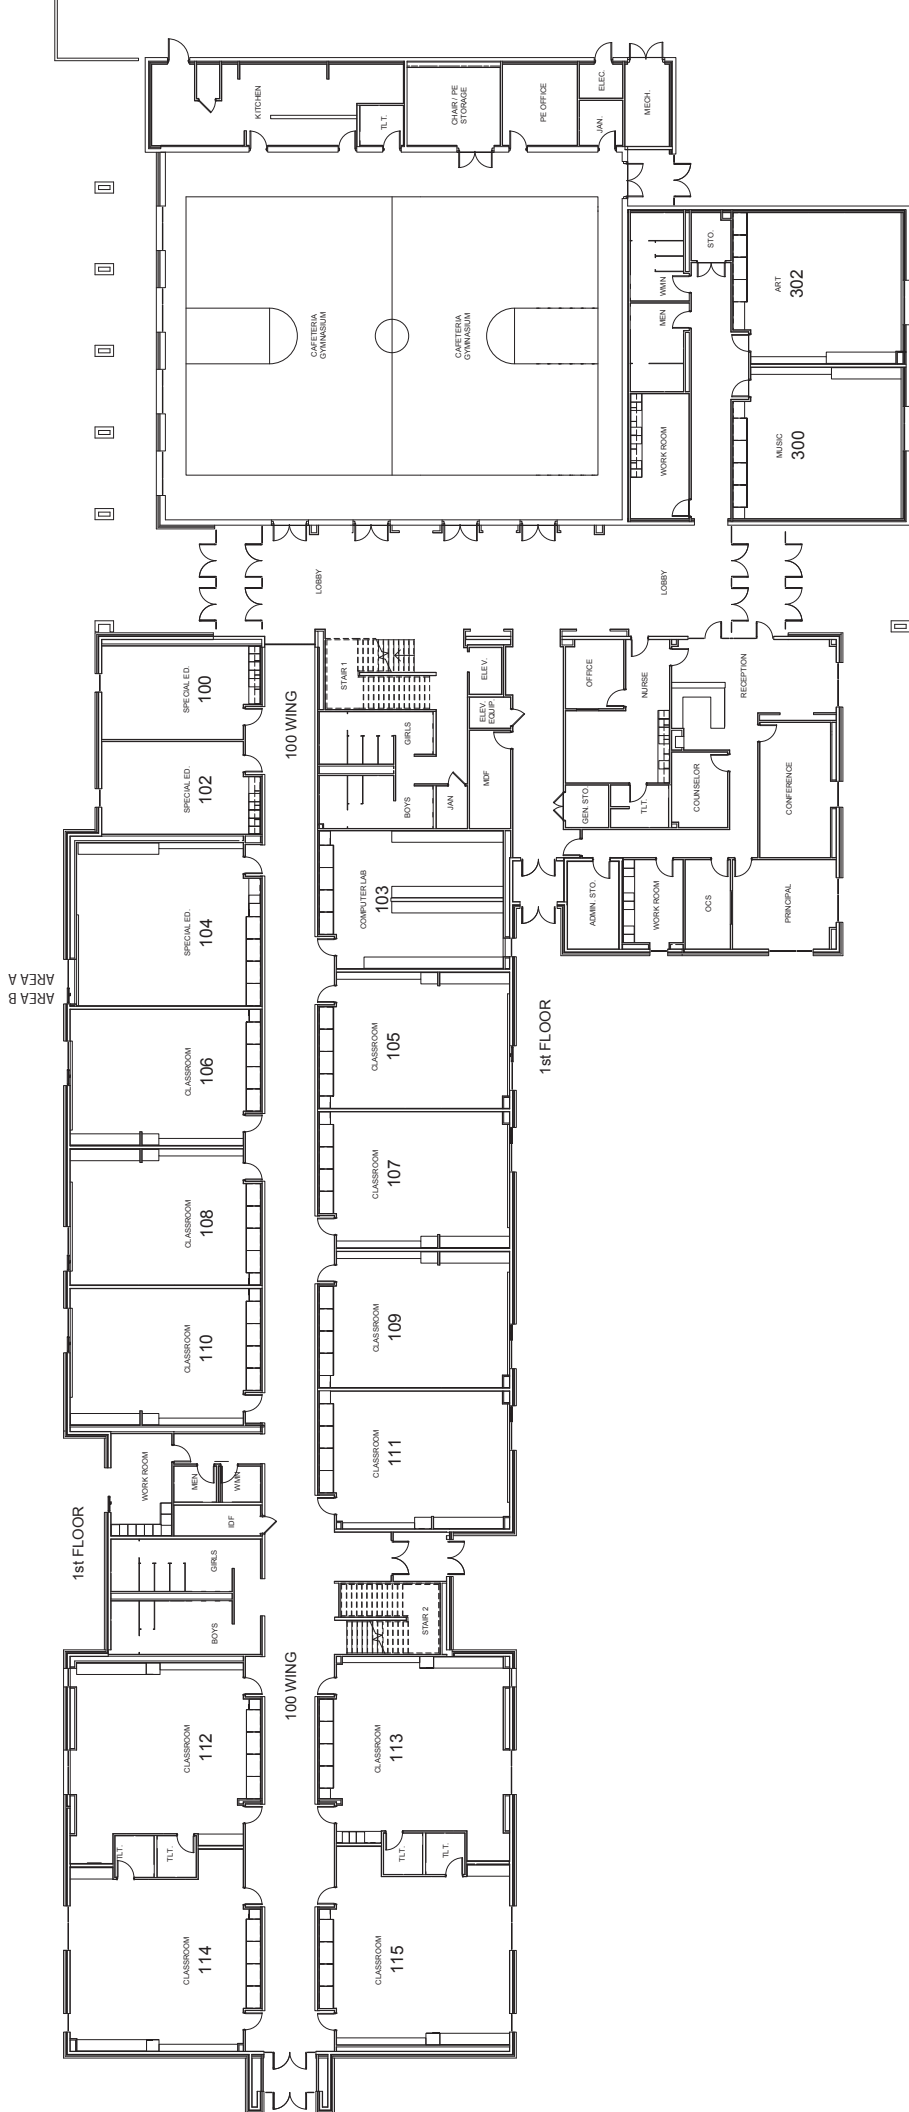 KITCHEN
TLT.
CHAIR / PE
STORAGE
PE OFFICE
ELEC.
JAN.
MECH.
CAFETERIA
GYMNASIUM
CAFETERIA
GYMNASIUM
WMN
MEN
STO.
WORK ROOM
ART
302
MUSIC
300
LOBBY
LOBBY
SPECIAL ED.
100
SPECIAL ED.
102
SPECIAL ED.
104
100 WING
STAIR 1
GIRLS
BOYS
JAN
ELEV.
ELEV.
EQUIP.
MDF
OFFICE
NURSE
RECEPTION
GEN. STO.
TLT.
COUNSELOR
CONFERENCE
ADMIN. STO.
WORK ROOM
OCS
PRINCIPAL
COMPUTER LAB
103
AREA A
AREA B
CLASSROOM
106
CLASSROOM
105
1st FLOOR
CLASSROOM
108
CLASSROOM
107
CLASSROOM
110
CLASSROOM
109
CLASSROOM
111
WORK ROOM
MEN
WMN
IDF
1st FLOOR
GIRLS
BOYS
STAIR 2
100 WING
CLASSROOM
112
CLASSROOM
113
TLT.
TLT.
TLT.
TLT.
CLASSROOM
114
CLASSROOM
115